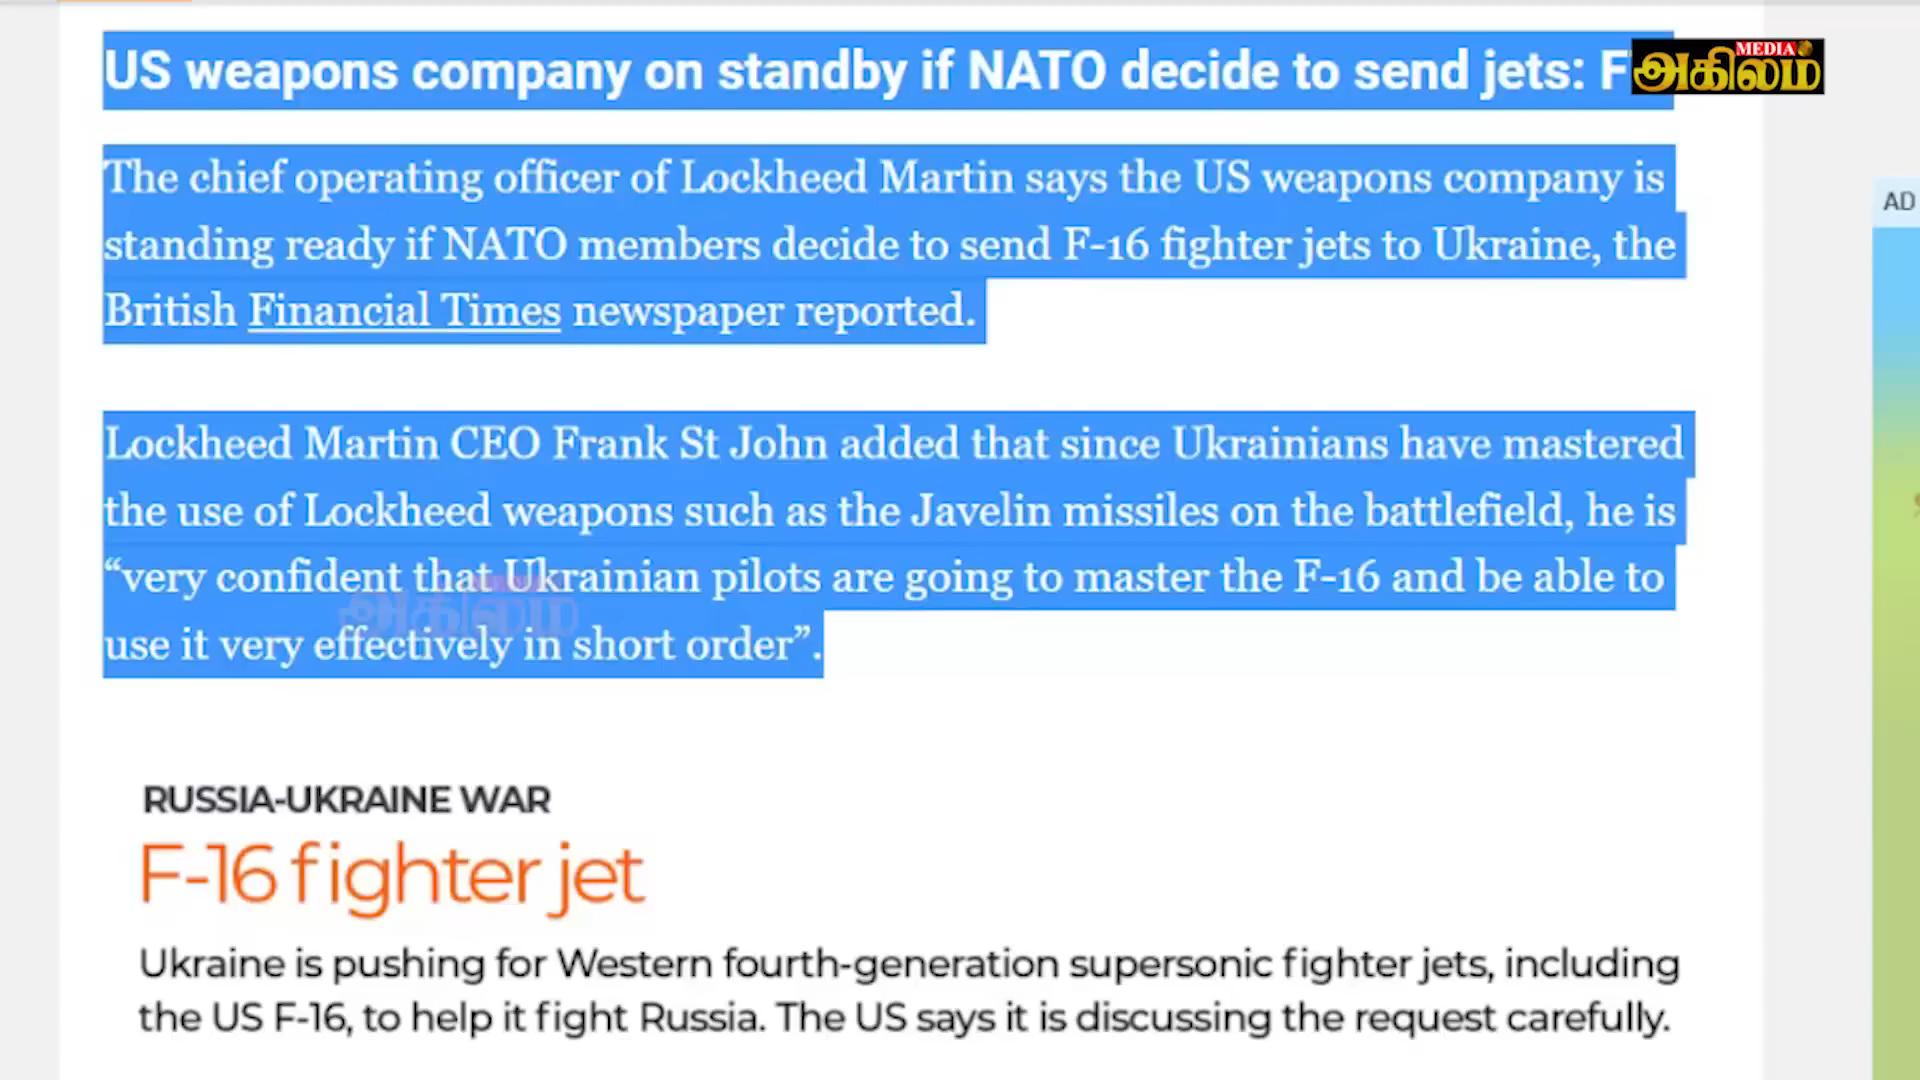 US weapons company on standby if NATO decide to send jets: F
MEDIA
அகிலம்
The chief operating officer of Lockheed Martin says the US weapons company is
standing ready if NATO members decide to send F-16 fighter jets to Ukraine, the
British Financial Times newspaper reported.
AD
Lockheed Martin CEO Frank St John added that since Ukrainians have mastered
the use of Lockheed weapons such as the Javelin missiles on the battlefield, he is
“very confident that Ukrainian pilots are going to master the F-16 and be able to
அகிலம்
use it very effectively in short order”.
RUSSIA-UKRAINE WAR
F-16 fighter jet
Ukraine is pushing for Western fourth-generation supersonic fighter jets, including
the US F-16, to help it fight Russia. The US says it is discussing the request carefully.